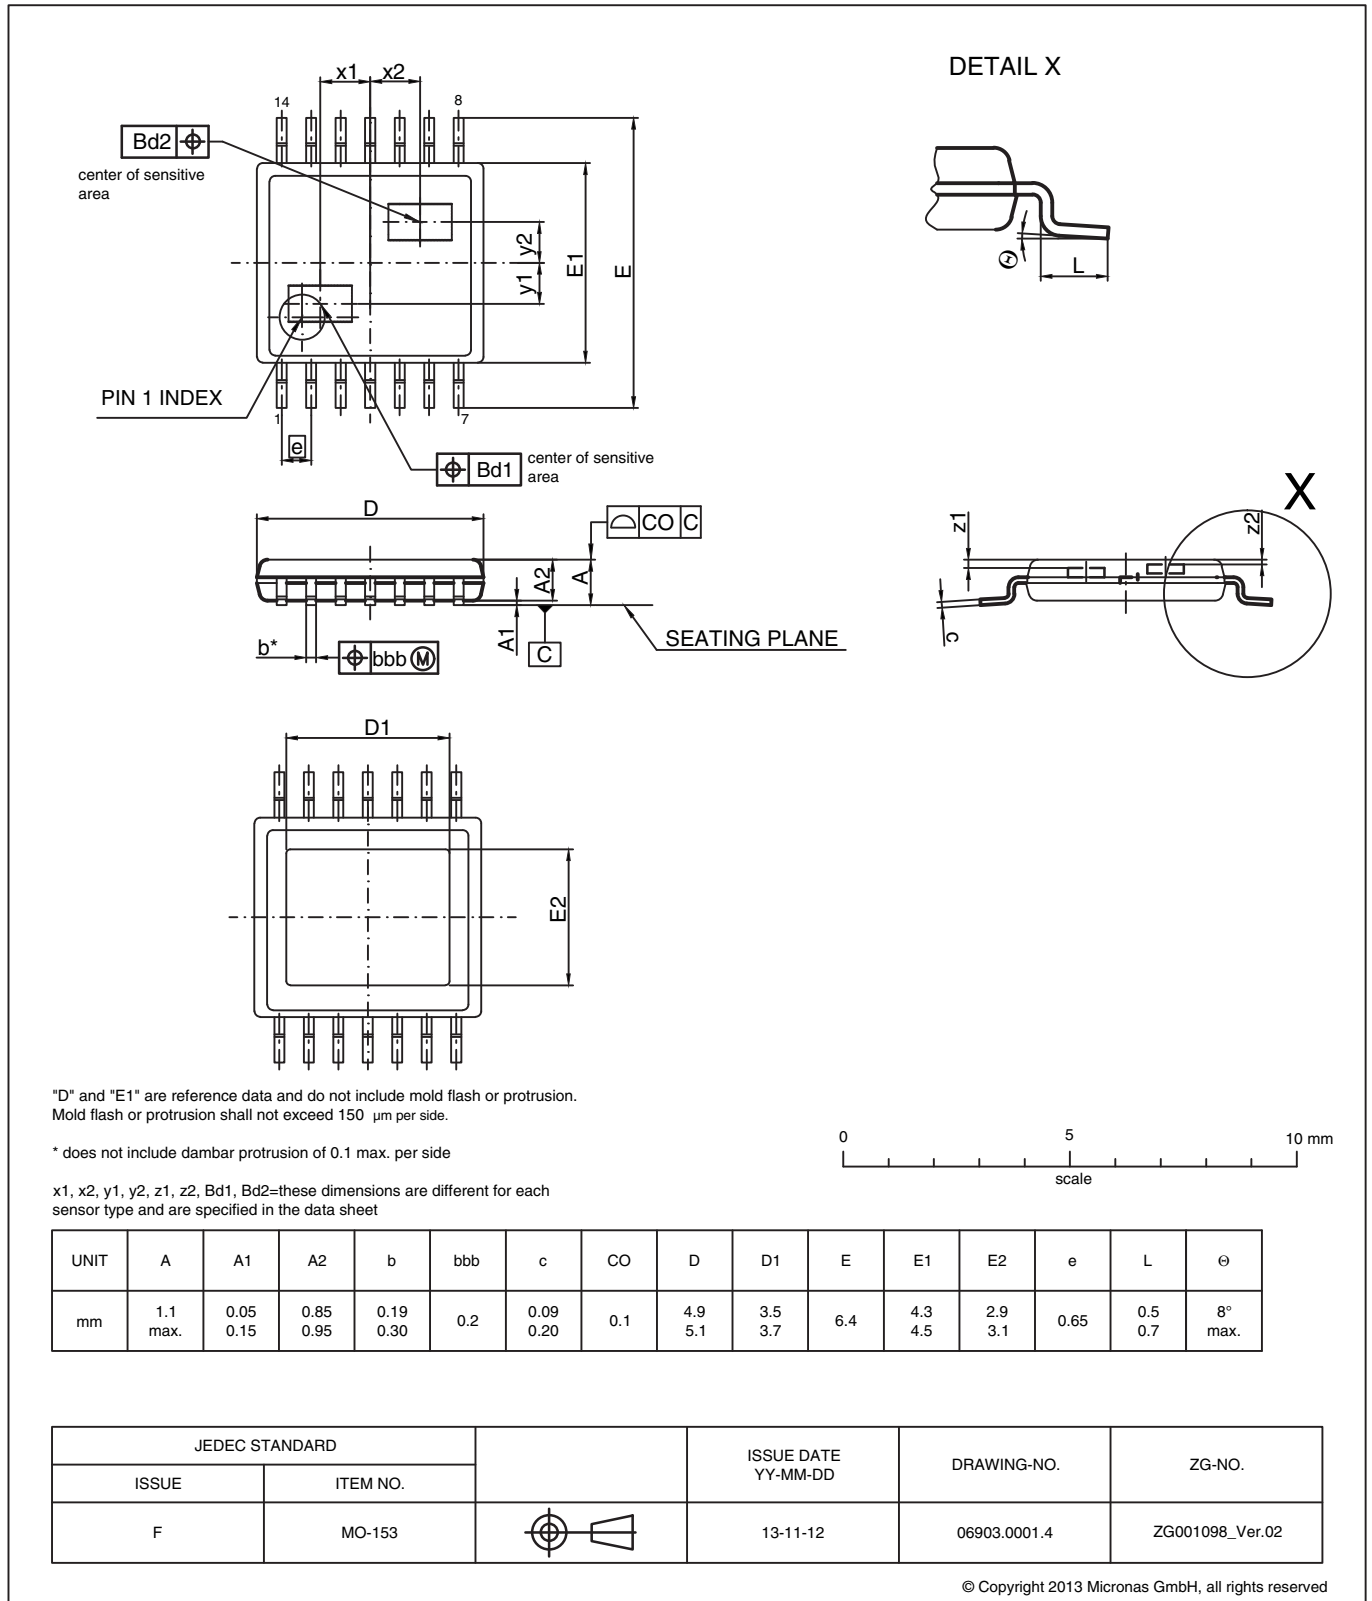 DETAIL X
x1 x2
14 8
Bd2
center of sensitive
area
y2
y1
E1
E
Θ
L
PIN 1 INDEX
1 7
e
Bd1
center of sensitive
area
D
CO C
A2
A
A1
b*
bbb M
C
SEATING PLANE
X
z1
z2
c
D1
E2
"D" and "E1" are reference data and do not include mold flash or protrusion.
Mold flash or protrusion shall not exceed 150 µm per side.
* does not include dambar protrusion of 0.1 max. per side
x1, x2, y1, y2, z1, z2, Bd1, Bd2=these dimensions are different for each
sensor type and are specified in the data sheet
0 5 10 mm
scale
UNIT A A1 A2 b bbb c CO D D1 E E1 E2 e L Θ
mm 1.1 max. 0.05 0.15 0.85 0.95 0.19 0.30 0.2 0.09 0.20 0.1 4.9 5.1 3.5 3.7 6.4 4.3 4.5 2.9 3.1 0.65 0.5 0.7 8° max.
JEDEC STANDARD
ISSUE ITEM NO.
ISSUE DATE
YY-MM-DD
DRAWING-NO.
ZG-NO.
F MO-153 13-11-12 06903.0001.4 ZG001098_Ver.02
© Copyright 2013 Micronas GmbH, all rights reserved